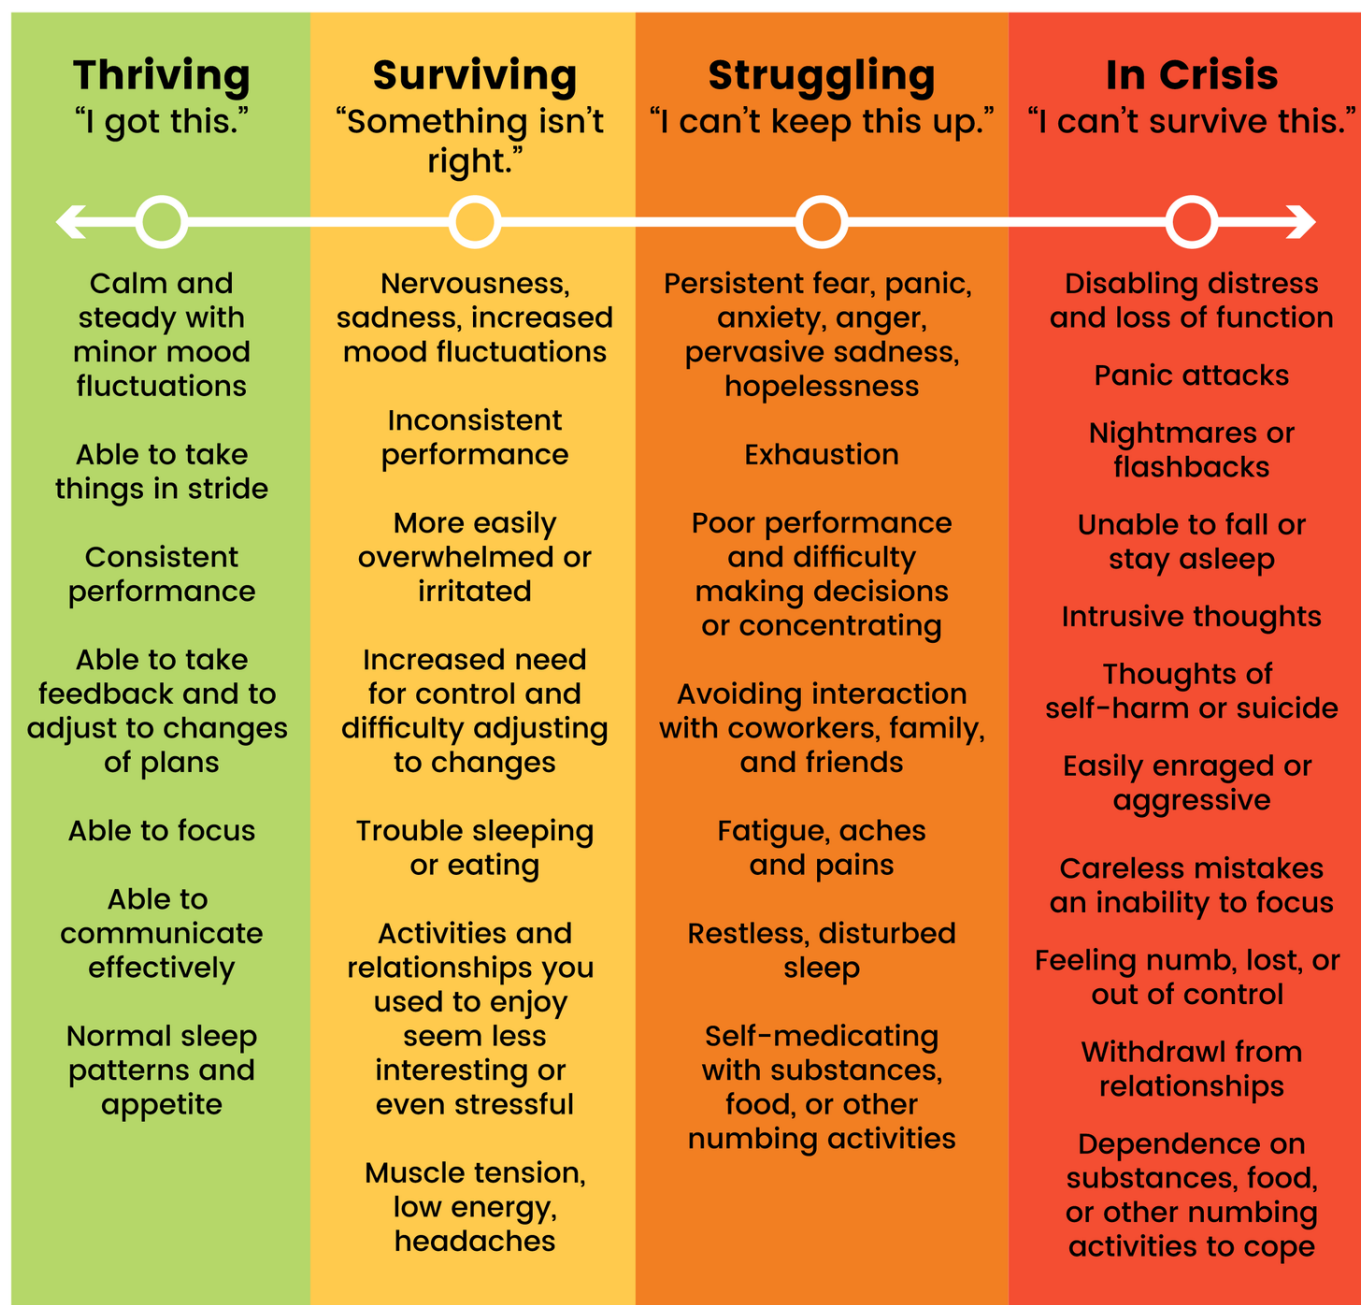 Thriving
“I got this.”
Calm and
steady with
minor mood
fluctuations
Able to take
things in stride
Consistent
performance
Able to take
feedback and to
adjust to changes
of plans
Able to focus
Able to
communicate
effectively
Normal sleep
patterns and
appetite
Surviving
“Something isn’t
right.”
Nervousness,
sadness, increased
mood fluctuations
Inconsistent
performance
More easily
overwhelmed or
irritated
Increased need
for control and
difficulty adjusting
to changes
Trouble sleeping
or eating
Activities and
relationships you
used to enjoy
seem less
interesting or
even stressful
Muscle tension,
low energy,
headaches
Struggling
“I can’t keep this up.”
Persistent fear, panic,
anxiety, anger,
pervasive sadness,
hopelessness
Exhaustion
Poor performance
and difficulty
making decisions
or concentrating
Avoiding interaction
with coworkers, family,
and friends
Fatigue, aches
and pains
Restless, disturbed
sleep
Self-medicating
with substances,
food, or other
numbing activities
In Crisis
“I can’t survive this.”
Disabling distress
and loss of function
Panic attacks
Nightmares or
flashbacks
Unable to fall or
stay asleep
Intrusive thoughts
Thoughts of
self-harm or suicide
Easily enraged or
aggressive
Careless mistakes
an inability to focus
Feeling numb, lost, or
out of control
Withdrawl from
relationships
Dependence on
substances, food,
or other numbing
activities to cope